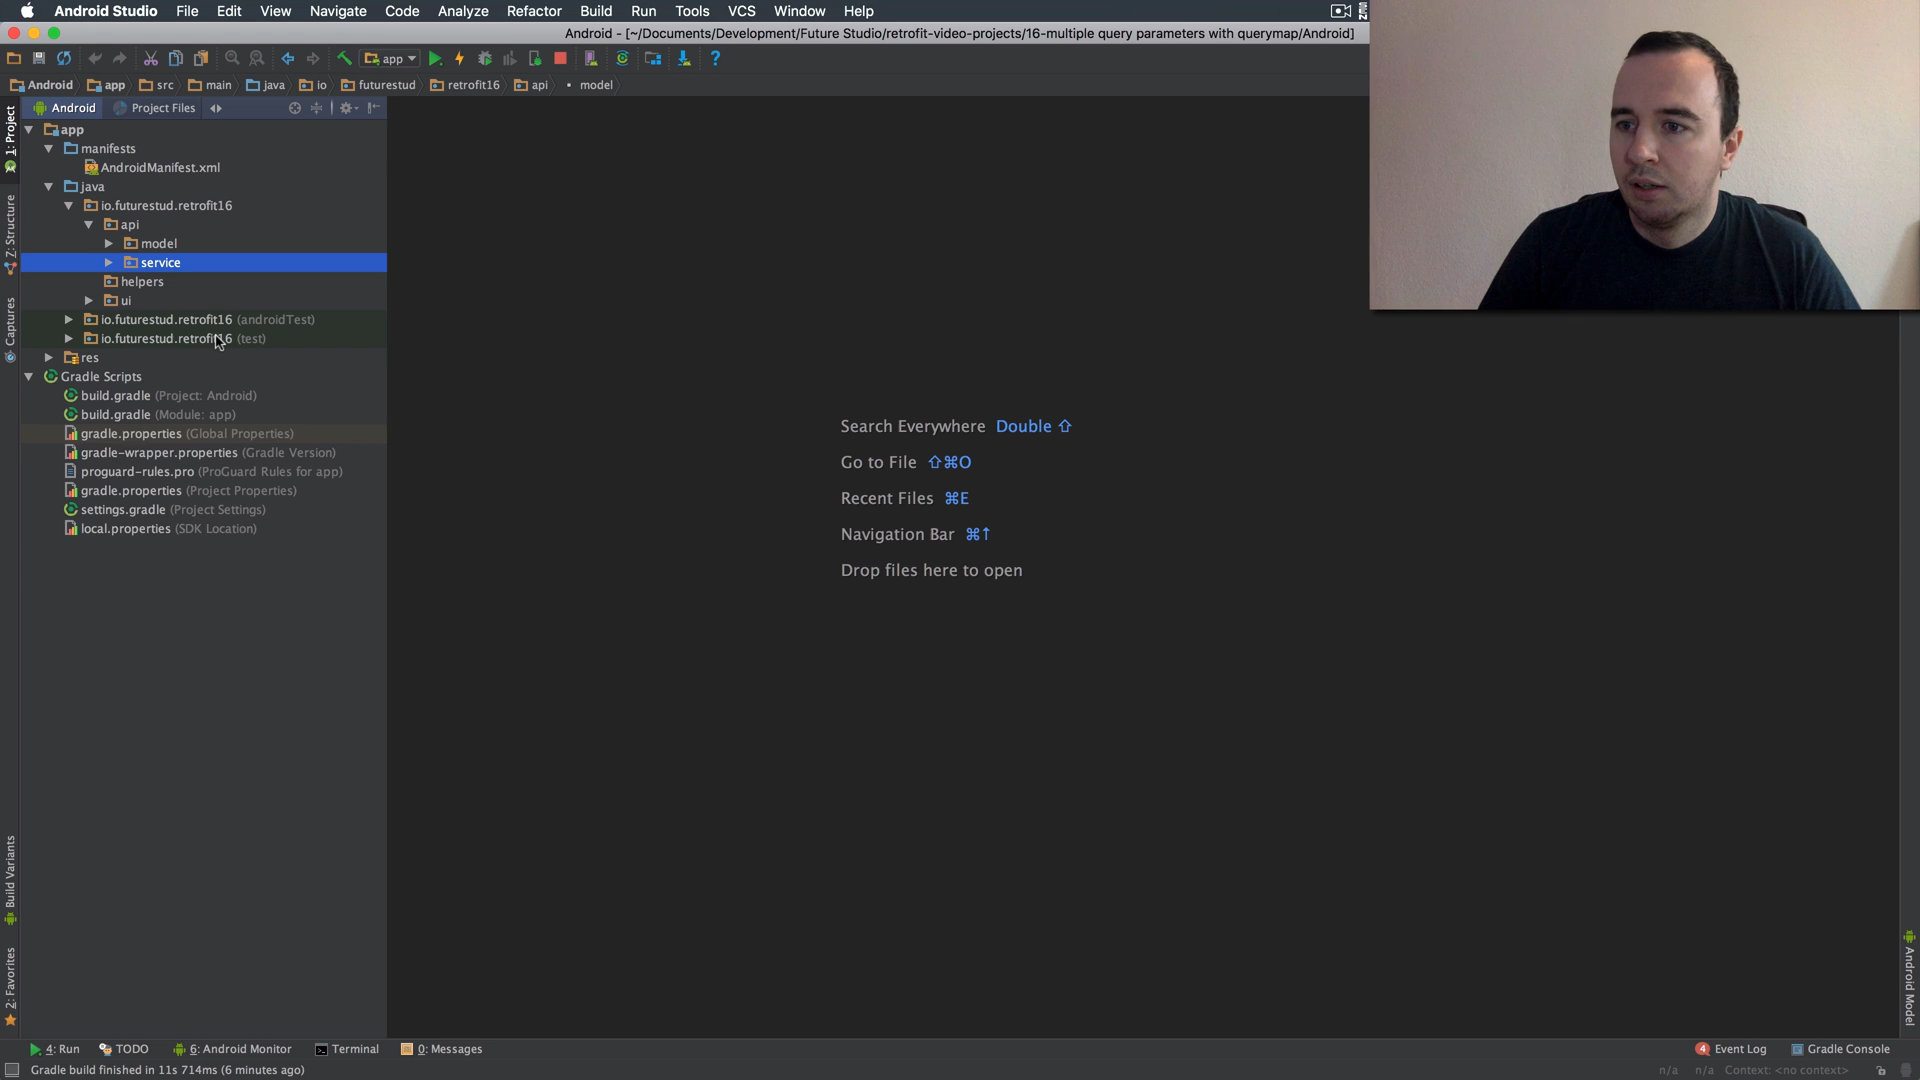 Android Studio File Edit View Navigate Code Analyze Refactor Build Run Tools VCS Window Help
Android - [~/Documents/Development/Future Studio/retrofit-video-projects/16-multiple query parameters with querymap/Android]
app
Android app src main java io futurestud retrofit16 api model
Android Project Files
app
manifests
AndroidManifest.xml
java
io.futurestud.retrofit16
api
model
service
helpers
ui
io.futurestud.retrofit16 (androidTest)
io.futurestud.retrofit16 (test)
res
Gradle Scripts
build.gradle (Project: Android)
build.gradle (Module: app)
gradle.properties (Global Properties)
gradle-wrapper.properties (Gradle Version)
proguard-rules.pro (ProGuard Rules for app)
gradle.properties (Project Properties)
settings.gradle (Project Settings)
local.properties (SDK Location)
1: Project
Z: Structure
Captures
Build Variants
2: Favorites
Search Everywhere Double ⇧
Go to File ⇧⌘O
Recent Files ⌘E
Navigation Bar ⌘↑
Drop files here to open
Android Model
4: Run TODO 6: Android Monitor Terminal 0: Messages 4 Event Log Gradle Console
Gradle build finished in 11s 714ms (6 minutes ago) n/a n/a Context: <no context>